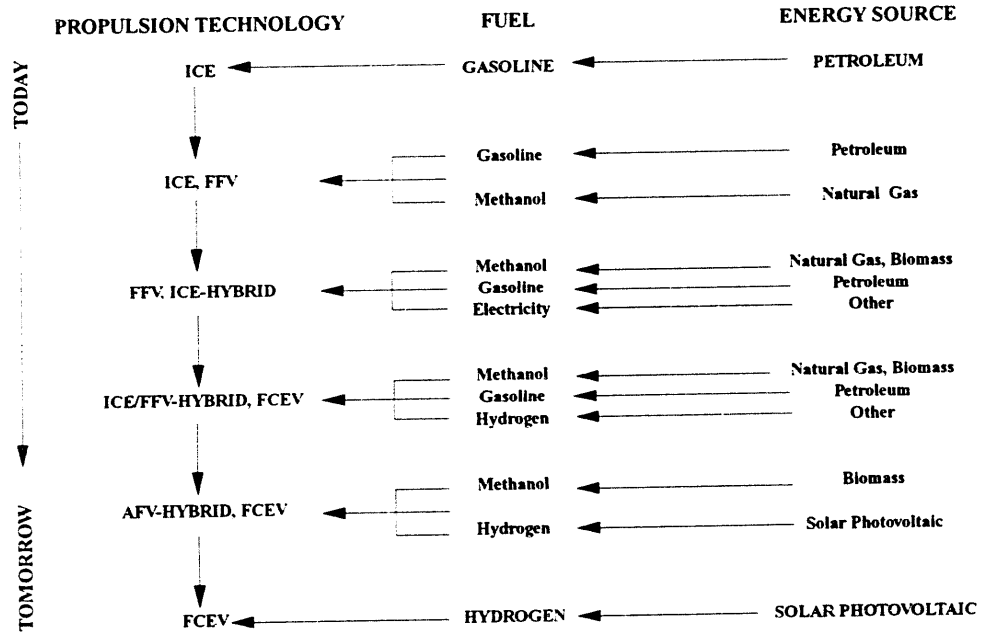 PROPULSION TECHNOLOGY FUEL ENERGY SOURCE
TODAY
ICE GASOLINE PETROLEUM
Gasoline Petroleum
ICE, FFV
Methanol Natural Gas
Methanol Natural Gas, Biomass
FFV, ICE-HYBRID Gasoline Petroleum
Electricity Other
Methanol Natural Gas, Biomass
ICE/FFV-HYBRID, FCEV Gasoline Petroleum
Hydrogen Other
Methanol Biomass
AFV-HYBRID, FCEV
Hydrogen Solar Photovoltaic
TOMORROW
FCEV HYDROGEN SOLAR PHOTOVOLTAIC